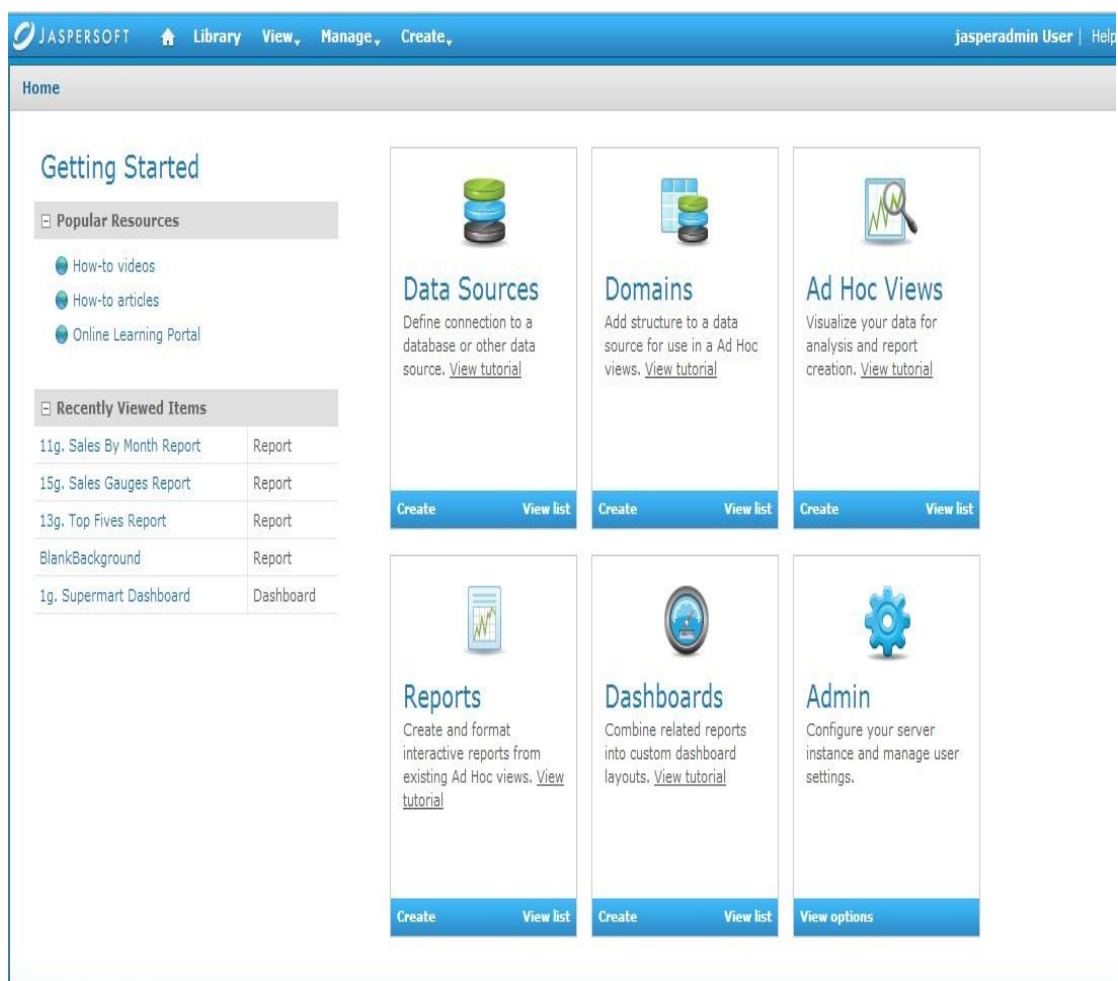 JASPERSOFT Library View Manage Create jasperadmin User | Help
Home
Getting Started
Popular Resources
How-to videos
How-to articles
Online Learning Portal
Recently Viewed Items
11g. Sales By Month Report Report
15g. Sales Gauges Report Report
13g. Top Fives Report Report
BlankBackground Report
1g. Supermart Dashboard Dashboard
Data Sources
Define connection to a
database or other data
source. View tutorial
Create View list
Domains
Add structure to a data
source for use in a Ad Hoc
views. View tutorial
Create View list
Ad Hoc Views
Visualize your data for
analysis and report
creation. View tutorial
Create View list
Reports
Create and format
interactive reports from
existing Ad Hoc views. View
tutorial
Create View list
Dashboards
Combine related reports
into custom dashboard
layouts. View tutorial
Create View list
Admin
Configure your server
instance and manage user
settings.
View options